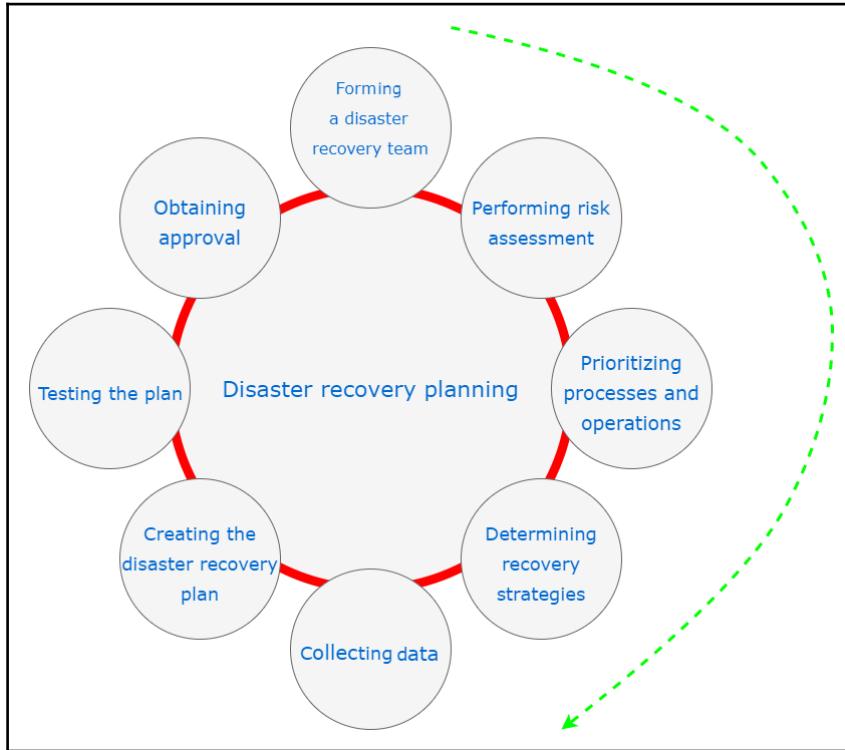 Forming
a disaster
recovery team
Performing risk
assessment
Prioritizing
processes and
operations
Determining
recovery
strategies
Collecting data
Creating the
disaster recovery
plan
Testing the plan
Obtaining
approval
Disaster recovery planning